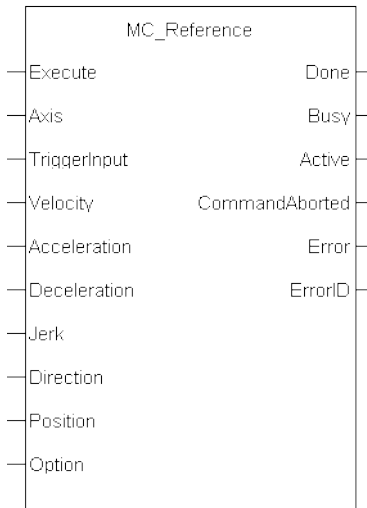 MC_Reference
Execute Done
Axis Busy
TriggerInput Active
Velocity CommandAborted
Acceleration Error
Deceleration ErrorID
Jerk
Direction
Position
Option